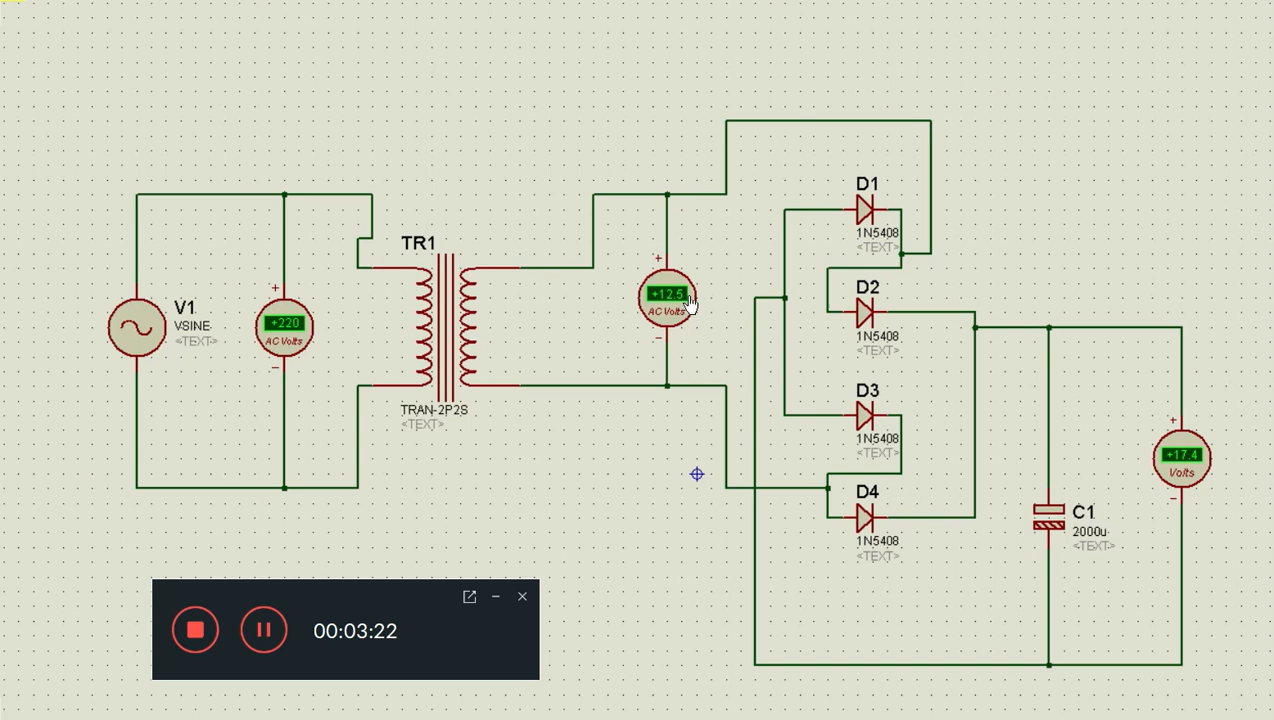 V1
VSINE
<TEXT>
+
+220
AC Volts
−
TR1
TRAN-2P2S
<TEXT>
+
+12.5
AC Volts
−
D1
1N5408
<TEXT>
D2
1N5408
<TEXT>
D3
1N5408
<TEXT>
D4
1N5408
<TEXT>
C1
2000u
<TEXT>
+
+17.4
Volts
−
00:03:22